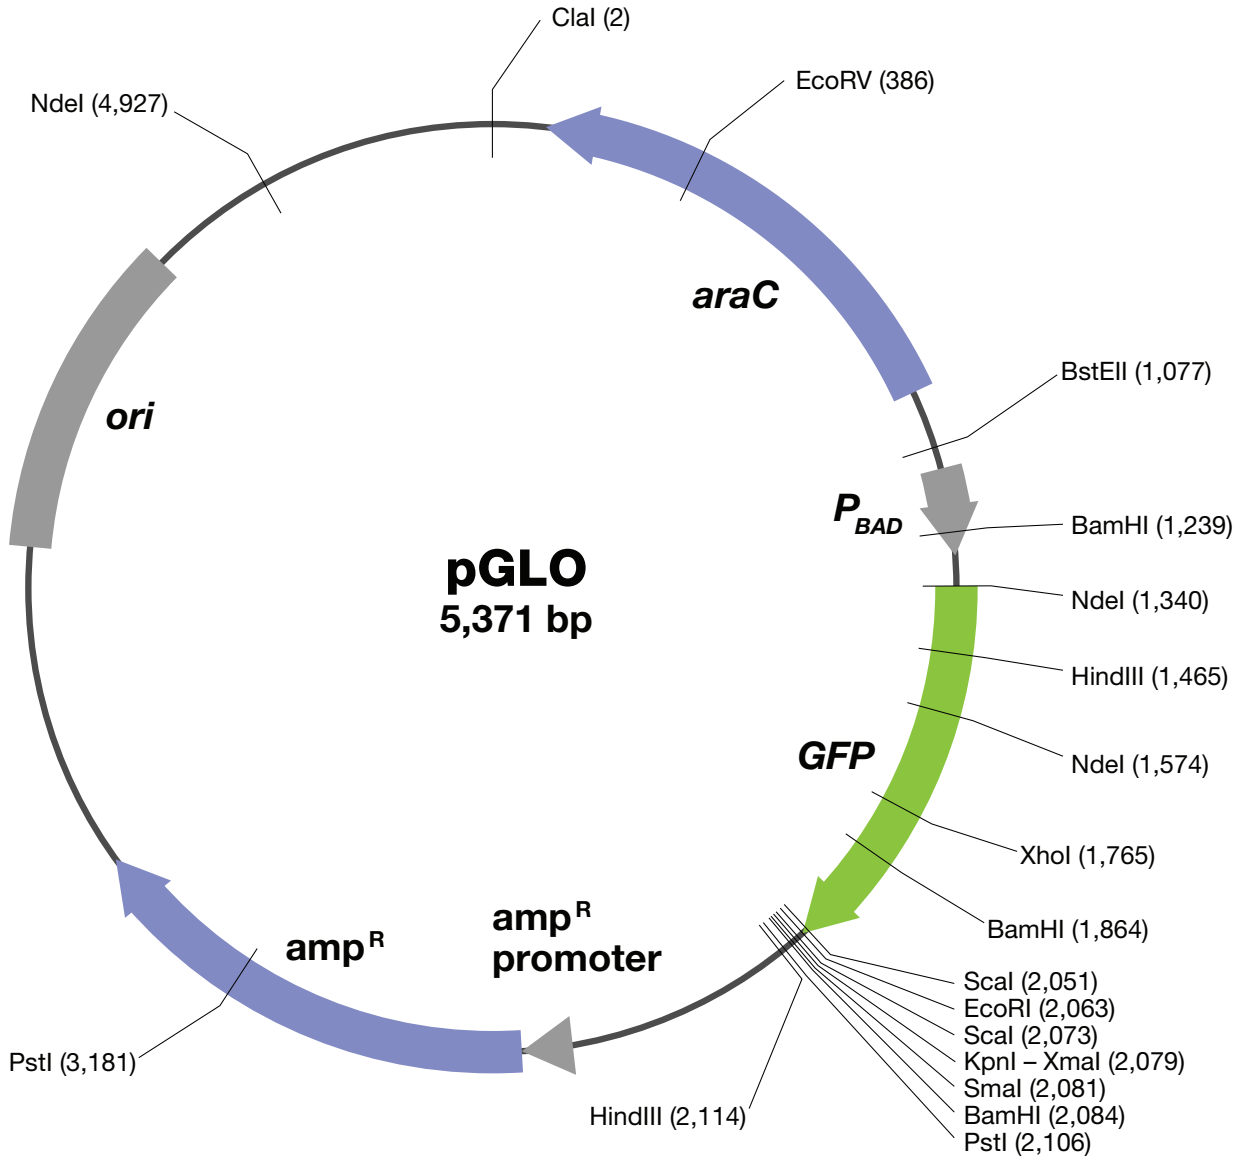 ClaI (2)
EcoRV (386)
NdeI (4,927)
araC
BstEII (1,077)
ori
P BAD
BamHI (1,239)
pGLO
5,371 bp
NdeI (1,340)
HindIII (1,465)
GFP
NdeI (1,574)
XhoI (1,765)
BamHI (1,864)
amp R
amp R
promoter
ScaI (2,051)
EcoRI (2,063)
ScaI (2,073)
KpnI – XmaI (2,079)
SmaI (2,081)
BamHI (2,084)
PstI (2,106)
PstI (3,181)
HindIII (2,114)